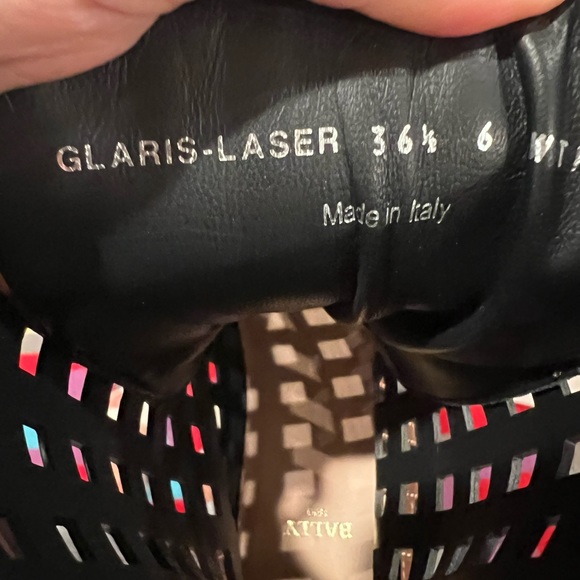 GLARIS-LASER 36½ 6
Made in Italy
BALLY